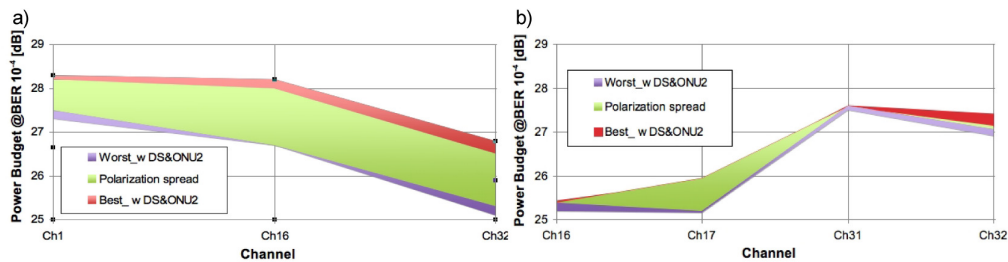 a)
Power Budget @BER 10⁻⁴ [dB]
29
28
27
26
25
Worst_w DS&ONU2
Polarization spread
Best_ w DS&ONU2
Ch1
Ch16
Ch32
Channel
b)
Power Budget @BER 10⁻⁴ [dB]
29
28
27
26
25
Worst_w DS&ONU2
Polarization spread
Best_ w DS&ONU2
Ch16
Ch17
Ch31
Ch32
Channel